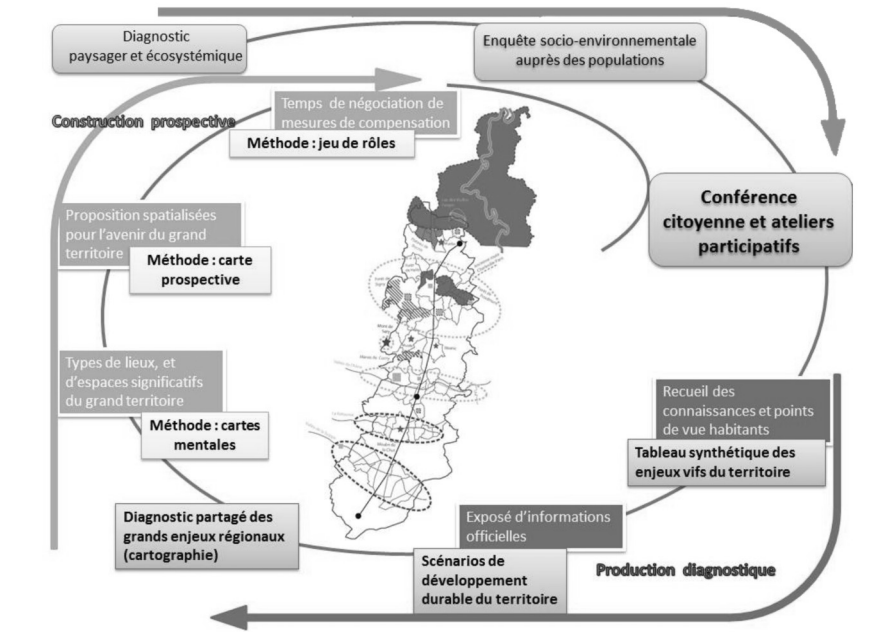 Diagnostic
paysager et écosystémique
Enquête socio-environnementale
auprès des populations
Construction prospective
Temps de négociation de
mesures de compensation
Méthode : jeu de rôles
Conférence
citoyenne et ateliers
participatifs
Proposition spatialisées
pour l'avenir du grand
territoire
Méthode : carte
prospective
Types de lieux, et
d'espaces significatifs
du grand territoire
Méthode : cartes
mentales
Recueil des
connaissances et points
de vue habitants
Tableau synthétique des
enjeux vifs du territoire
Diagnostic partagé des
grands enjeux régionaux
(cartographie)
Exposé d'informations
officielles
Scénarios de
développement
durable du territoire
Production diagnostique